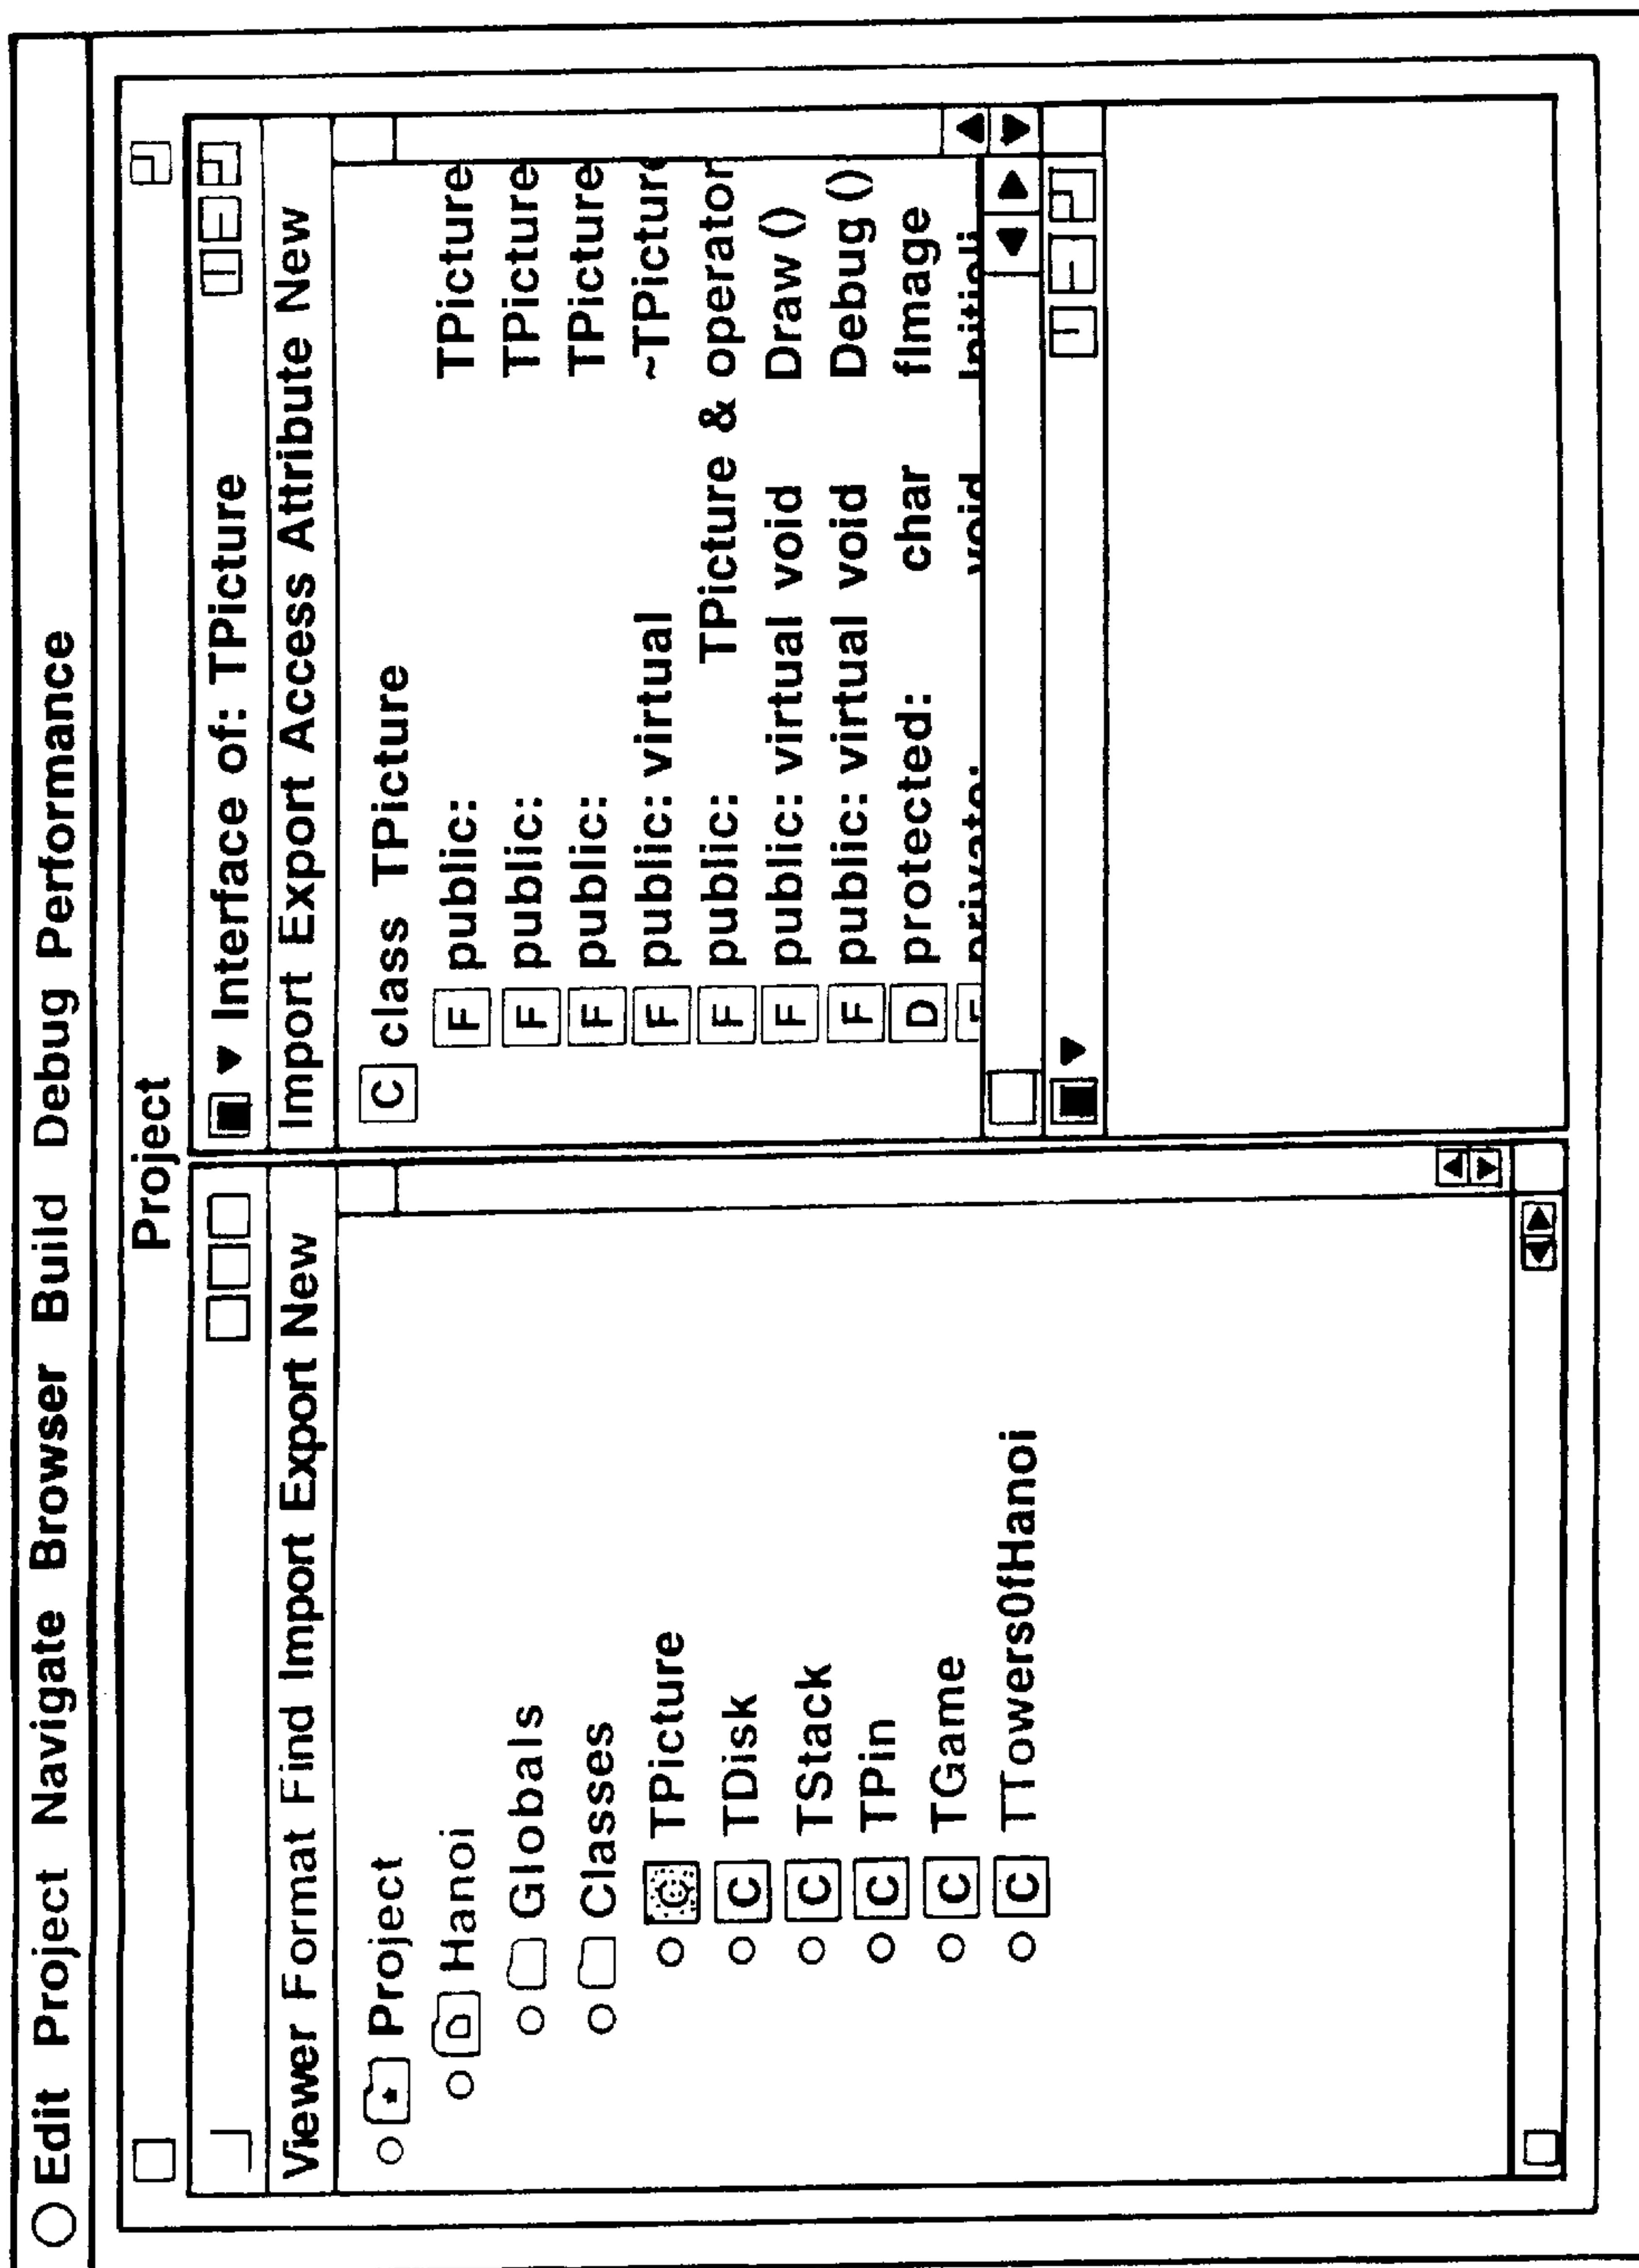 Edit Project Navigate Browser Build Debug Performance
Project
Viewer Format Find Import Export New
Project
Hanoi
Globals
Classes
C TPicture
C TDisk
C TStack
C TPin
C TGame
C TTowers0fHanoi
Interface of: TPicture
Import Export Access Attribute New
C class TPicture
F public: TPicture
F public: TPicture
F public: TPicture
F public: virtual ~TPicture
F public: TPicture & operator
F public: virtual void Draw ()
F public: virtual void Debug ()
D protected: char fImage
F private: void Initiali